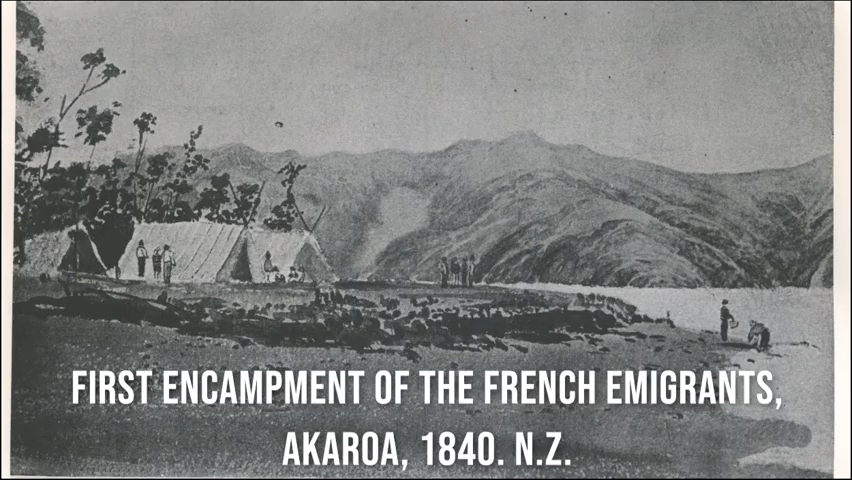 FIRST ENCAMPMENT OF THE FRENCH EMIGRANTS,
AKAROA, 1840. N.Z.